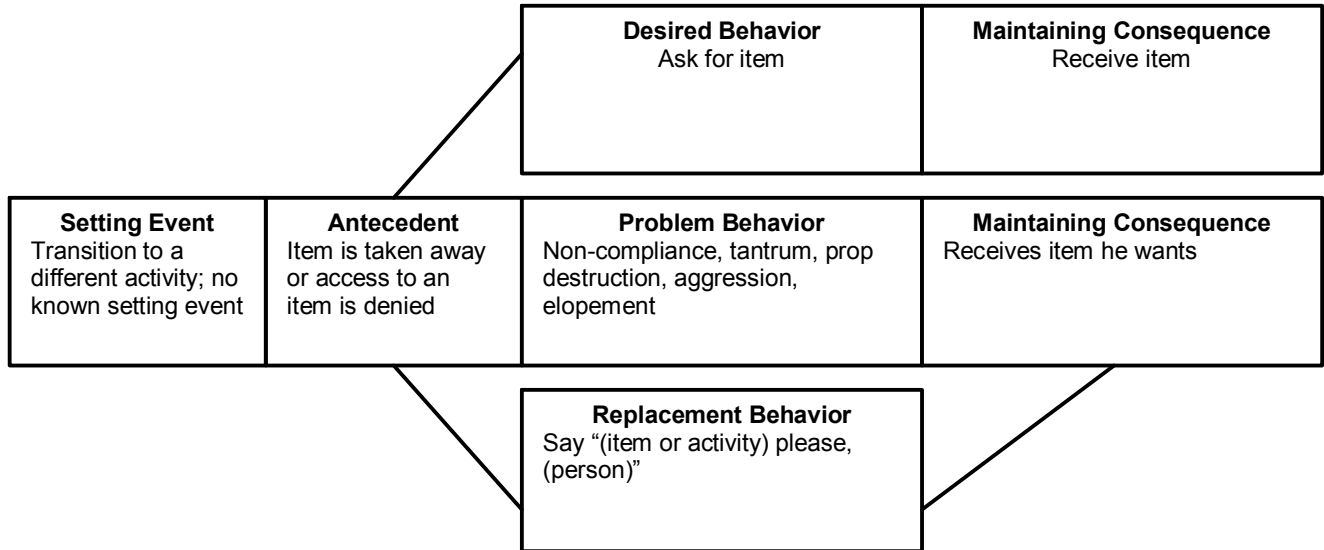 Desired Behavior
Ask for item
Maintaining Consequence
Receive item
Setting Event
Transition to a
different activity; no
known setting event
Antecedent
Item is taken away
or access to an
item is denied
Problem Behavior
Non-compliance, tantrum, prop
destruction, aggression,
elopement
Maintaining Consequence
Receives item he wants
Replacement Behavior
Say “(item or activity) please,
(person)”